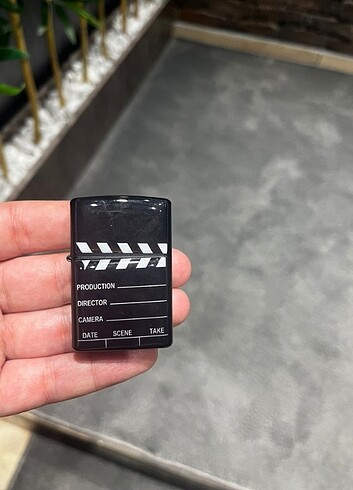 PRODUCTION
DIRECTOR
CAMERA
DATE SCENE TAKE